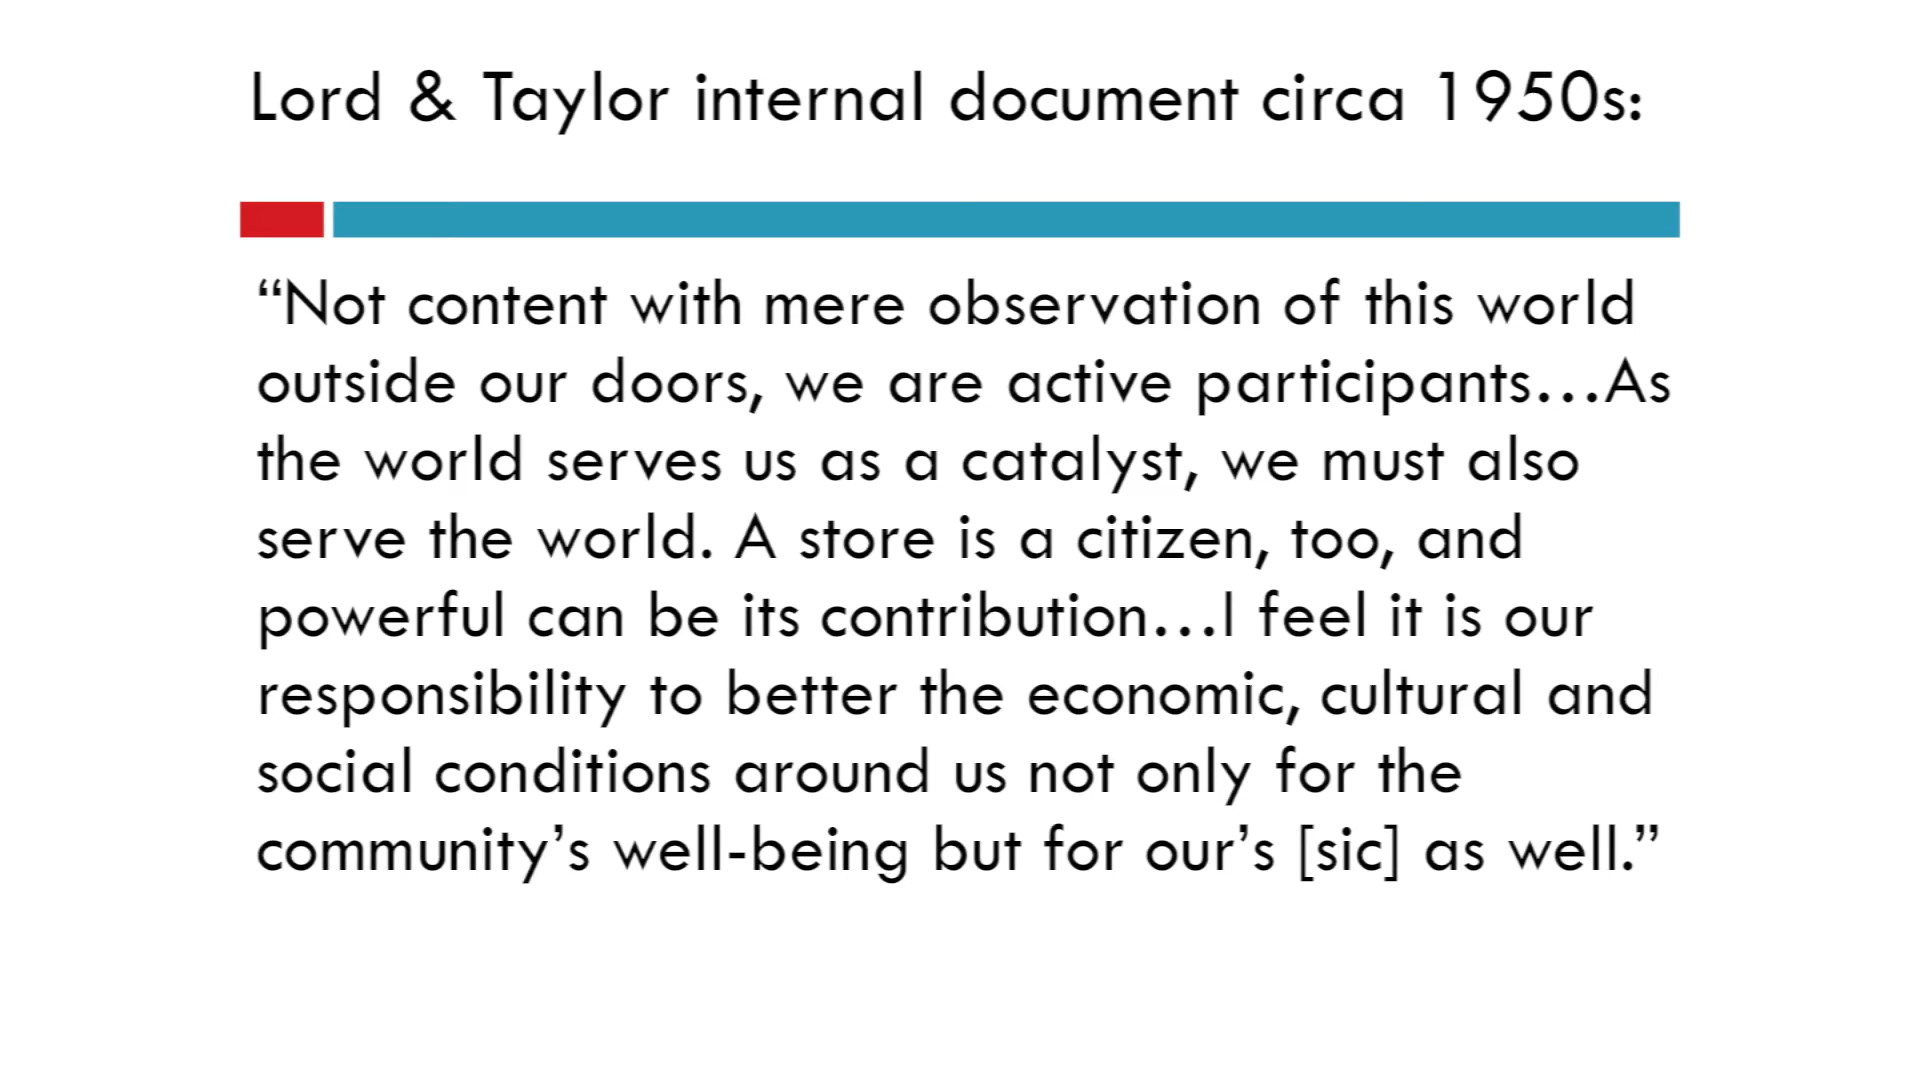 Lord & Taylor internal document circa 1950s:
“Not content with mere observation of this world
outside our doors, we are active participants…As
the world serves us as a catalyst, we must also
serve the world. A store is a citizen, too, and
powerful can be its contribution…I feel it is our
responsibility to better the economic, cultural and
social conditions around us not only for the
community’s well-being but for our’s [sic] as well.”